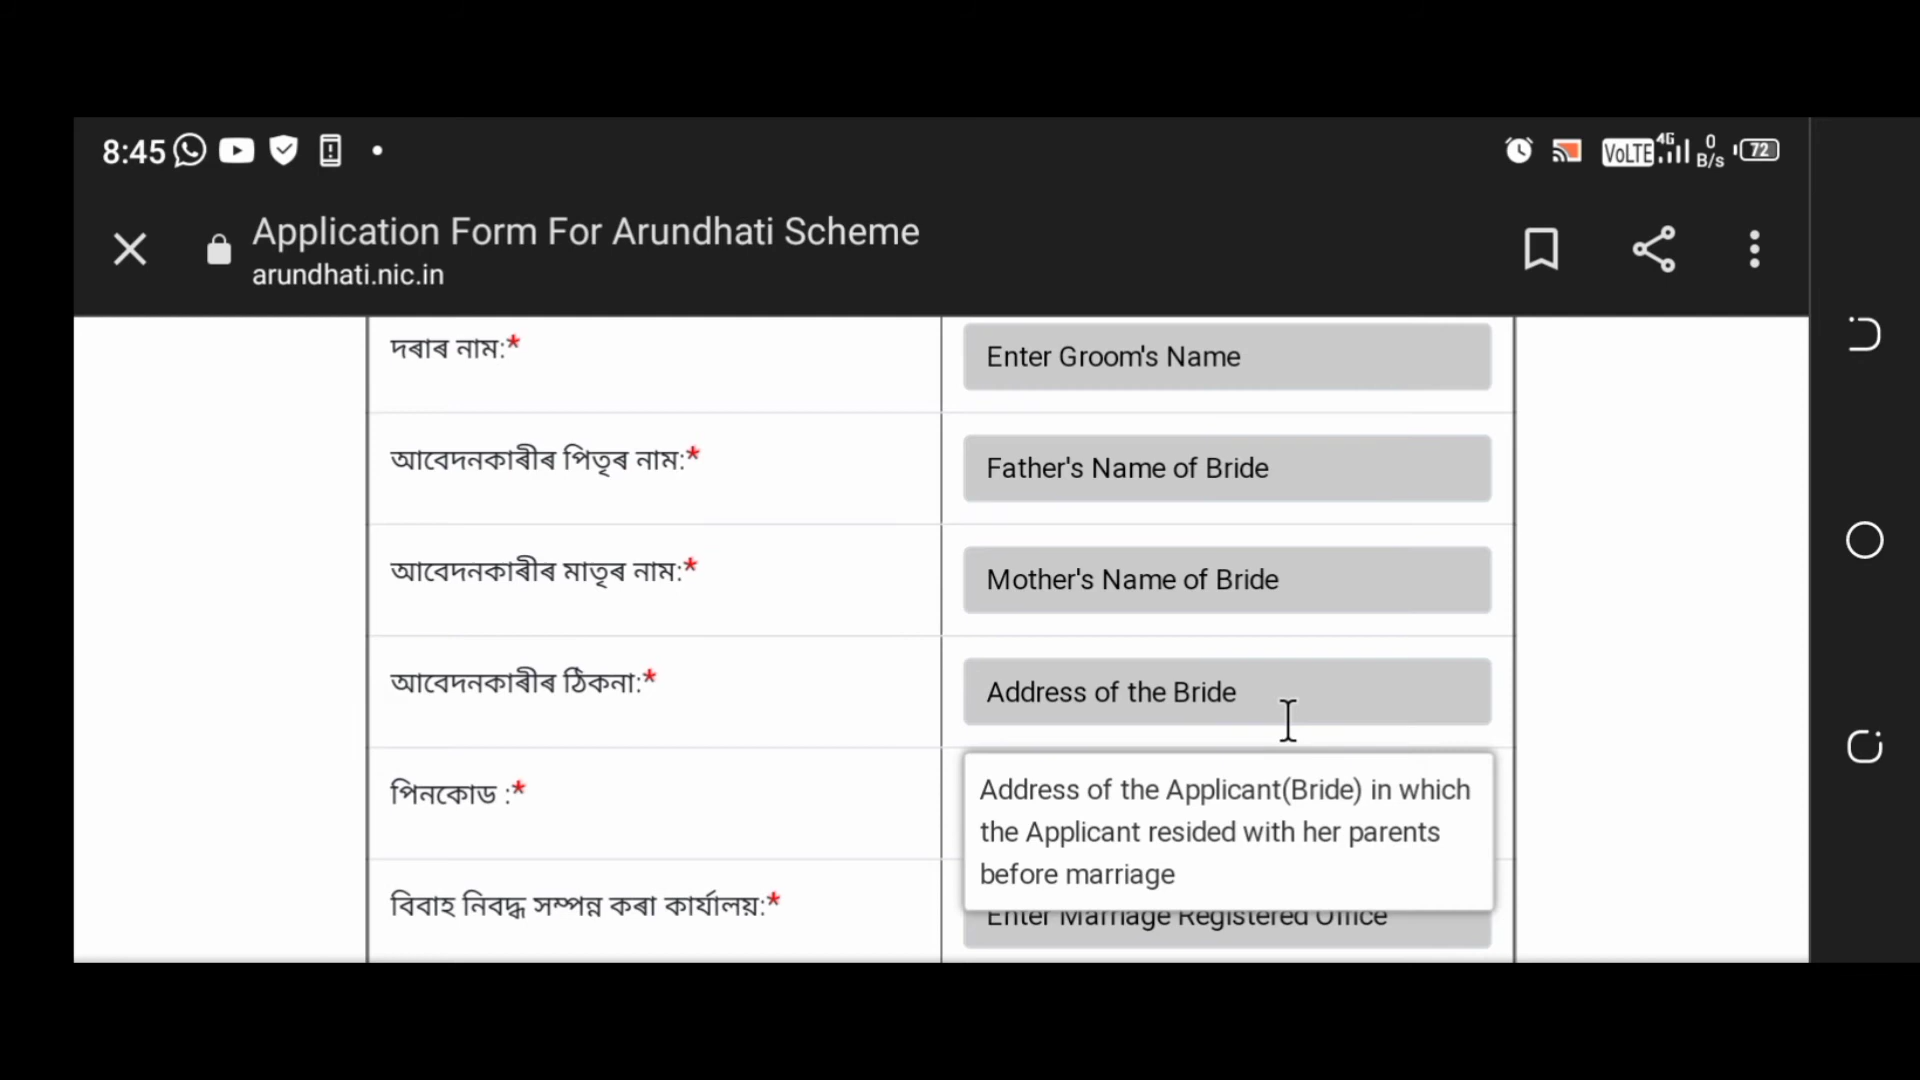 8:45
VoLTE 4G 0 B/s 72
Application Form For Arundhati Scheme
arundhati.nic.in
দৰাৰ নাম:*
Enter Groom's Name
আবেদনকাৰীৰ পিতৃৰ নাম:*
Father's Name of Bride
আবেদনকাৰীৰ মাতৃৰ নাম:*
Mother's Name of Bride
আবেদনকাৰীৰ ঠিকনা:*
Address of the Bride
পিনকোড :*
Address of the Applicant(Bride) in which
the Applicant resided with her parents
before marriage
বিবাহ নিবদ্ধ সম্পন্ন কৰা কাৰ্যালয়:*
Enter Marriage Registered Office